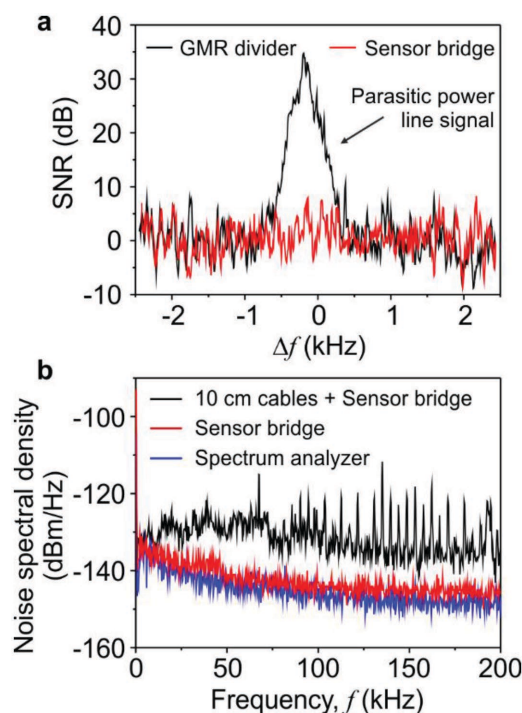 a
GMR divider Sensor bridge
Parasitic power
line signal
SNR (dB)
40
30
20
10
0
-10
-2 -1 0 1 2
Δf (kHz)
b
10 cm cables + Sensor bridge
Sensor bridge
Spectrum analyzer
Noise spectral density
(dBm/Hz)
-100
-120
-140
-160
0 50 100 150 200
Frequency, f (kHz)